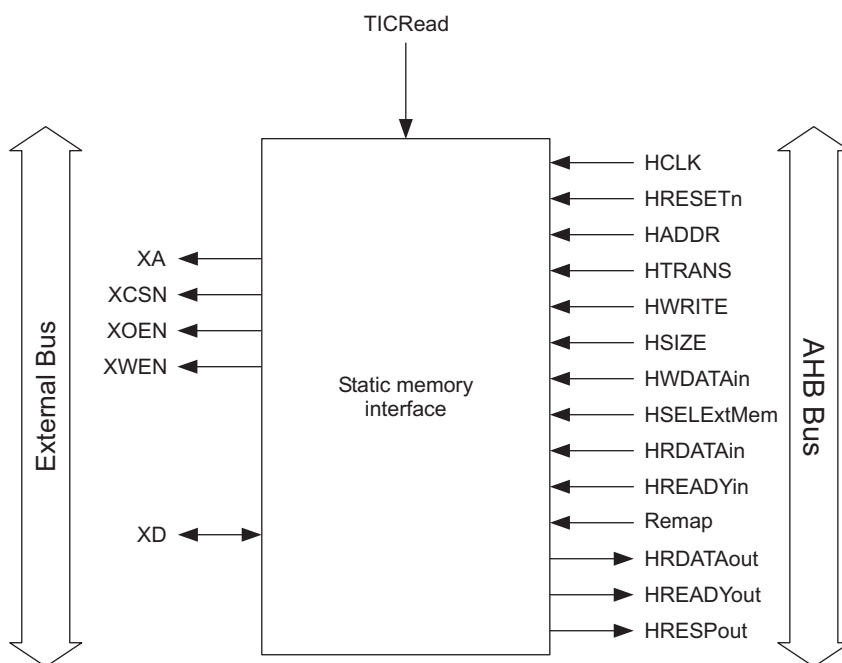 TICRead
External Bus
XA
XCSN
XOEN
XWEN
XD
Static memory
interface
HCLK
HRESETn
HADDR
HTRANS
HWRITE
HSIZE
HWDATAin
HSELExtMem
HRDATAin
HREADYin
Remap
HRDATAout
HREADYout
HRESPout
AHB Bus